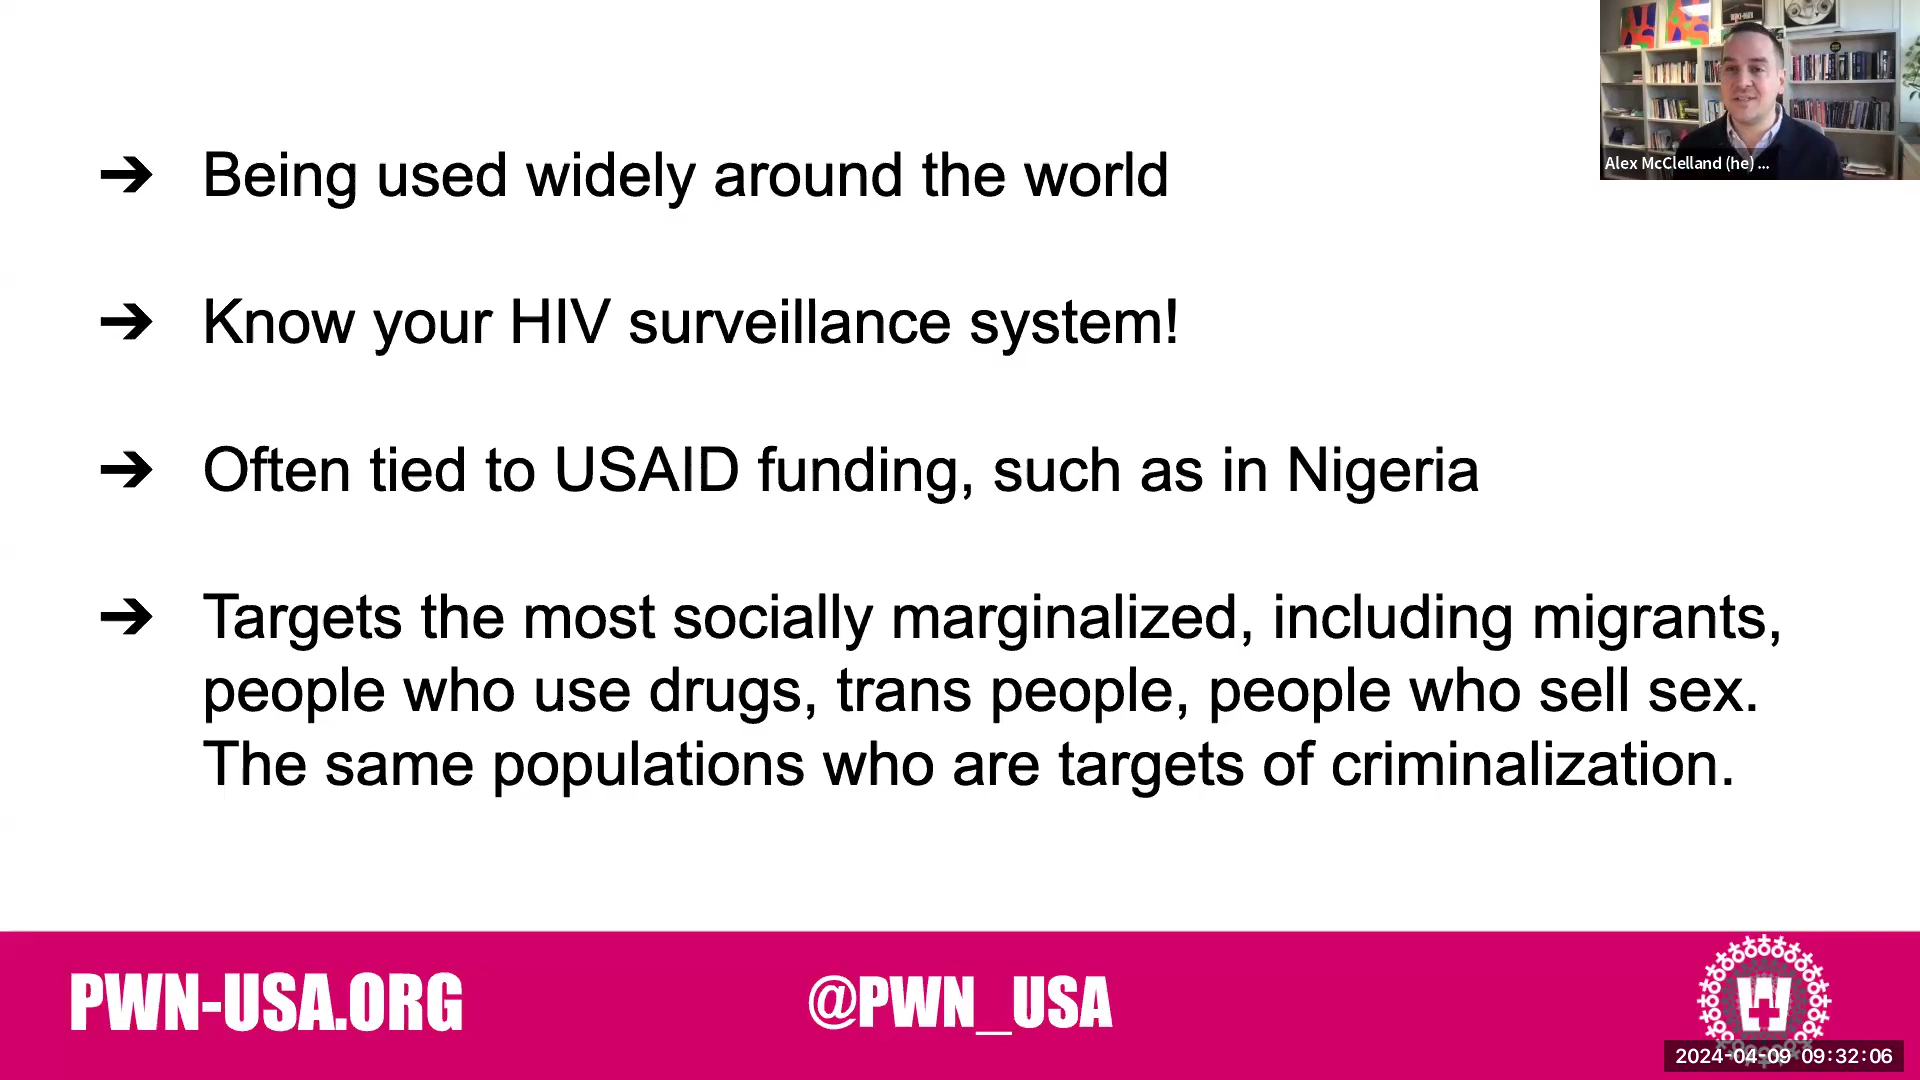 ➔ Being used widely around the world
Alex McClelland (he) ...
➔ Know your HIV surveillance system!
➔ Often tied to USAID funding, such as in Nigeria
➔ Targets the most socially marginalized, including migrants,
people who use drugs, trans people, people who sell sex.
The same populations who are targets of criminalization.
PWN-USA.ORG
@PWN_USA
2024-04-09 09:32:06